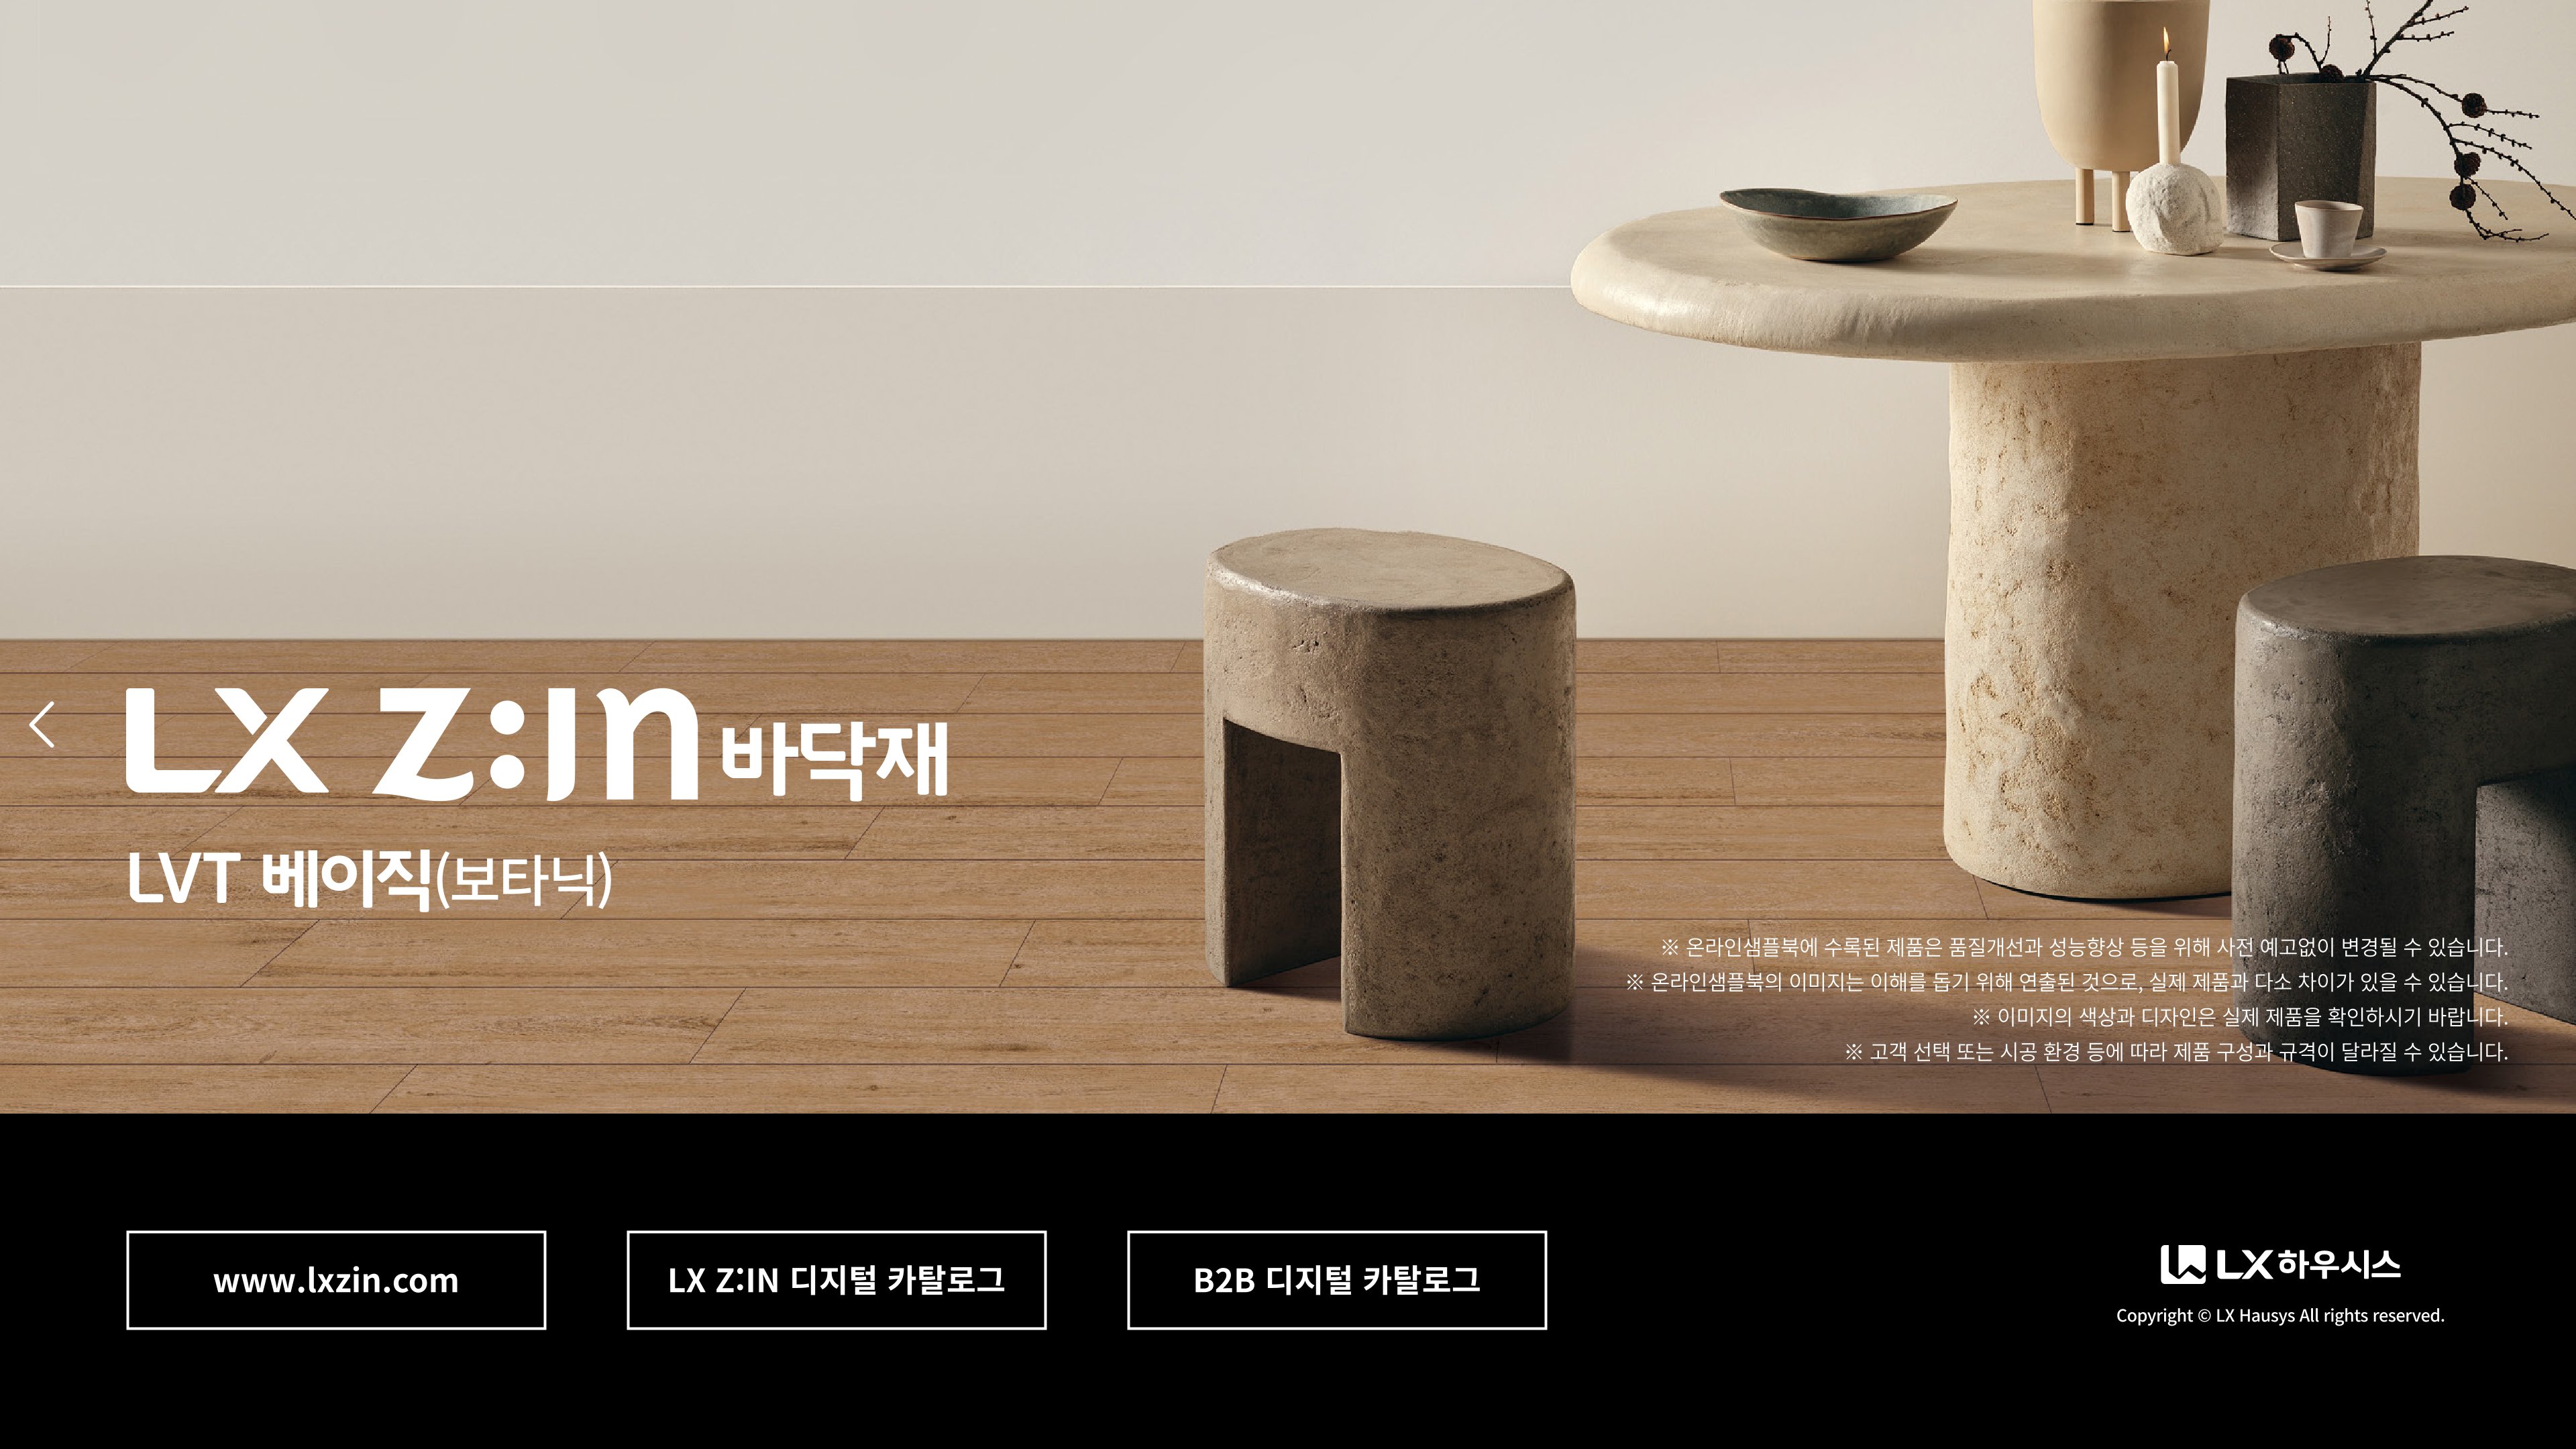 LX Z:IN 바닥재
LVT 베이직(보타닉)
※ 온라인샘플북에 수록된 제품은 품질개선과 성능향상 등을 위해 사전 예고없이 변경될 수 있습니다.
※ 온라인샘플북의 이미지는 이해를 돕기 위해 연출된 것으로, 실제 제품과 다소 차이가 있을 수 있습니다.
※ 이미지의 색상과 디자인은 실제 제품을 확인하시기 바랍니다.
※ 고객 선택 또는 시공 환경 등에 따라 제품 구성과 규격이 달라질 수 있습니다.
www.lxzin.com
LX Z:IN 디지털 카탈로그
B2B 디지털 카탈로그
LX하우시스
Copyright © LX Hausys All rights reserved.